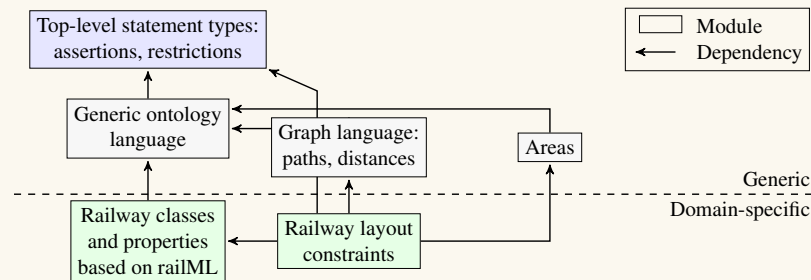 Top-level statement types:
assertions, restrictions
Module
Dependency
Generic ontology
language
Graph language:
paths, distances
Areas
Generic
Domain-specific
Railway classes
and properties
based on railML
Railway layout
constraints